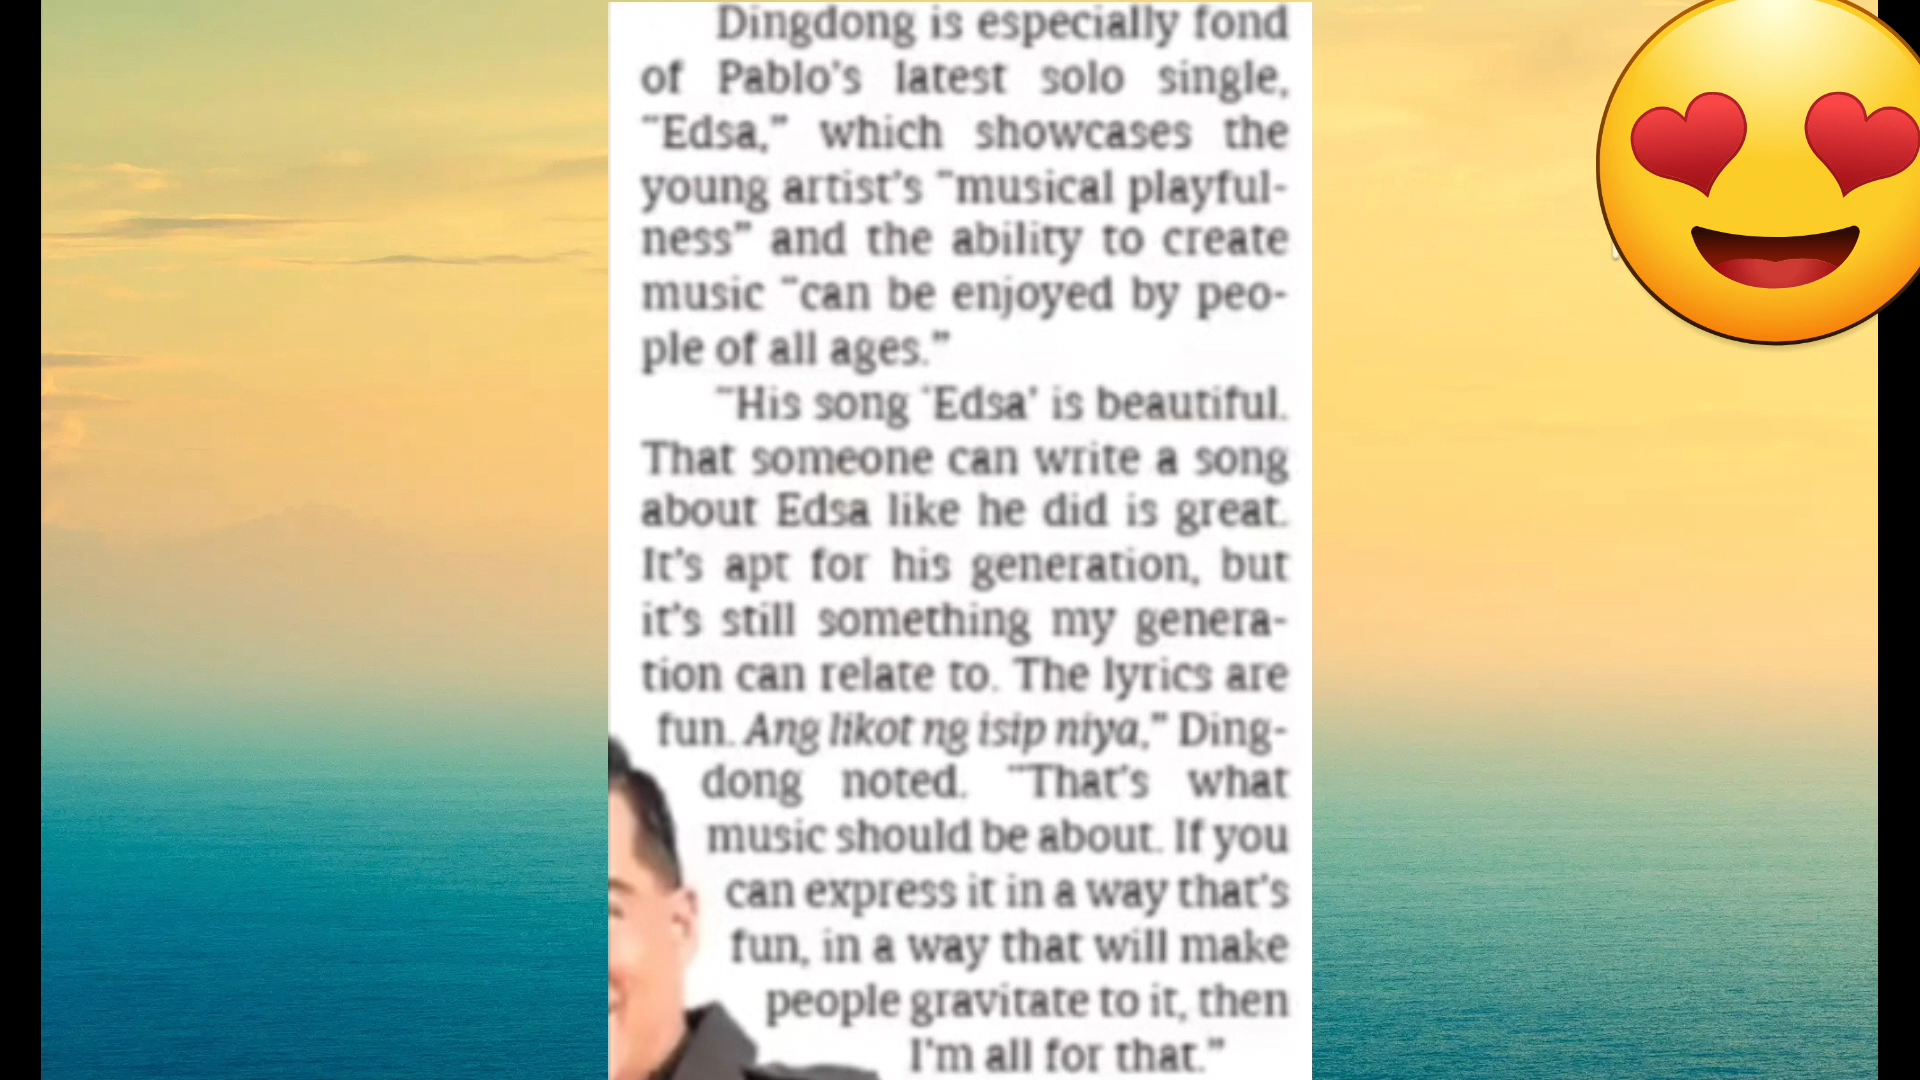 Dingdong is especially fond
of Pablo's latest solo single,
"Edsa," which showcases the
young artist's "musical playful-
ness" and the ability to create
music "can be enjoyed by peo-
ple of all ages."
"His song 'Edsa' is beautiful.
That someone can write a song
about Edsa like he did is great.
It's apt for his generation, but
it's still something my genera-
tion can relate to. The lyrics are
fun. Ang likot ng isip niya," Ding-
dong noted. "That's what
music should be about. If you
can express it in a way that's
fun, in a way that will make
people gravitate to it, then
I'm all for that."